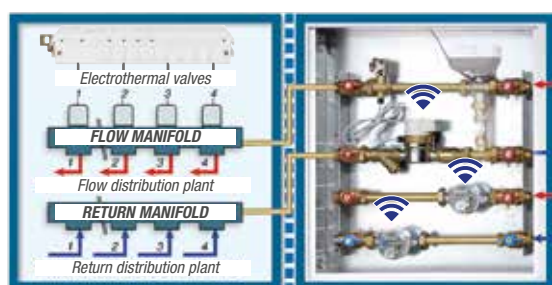 Electrothermal valves
1 2 3 4
FLOW MANIFOLD
1 2 3 4
Flow distribution plant
RETURN MANIFOLD
1 2 3 4
Return distribution plant